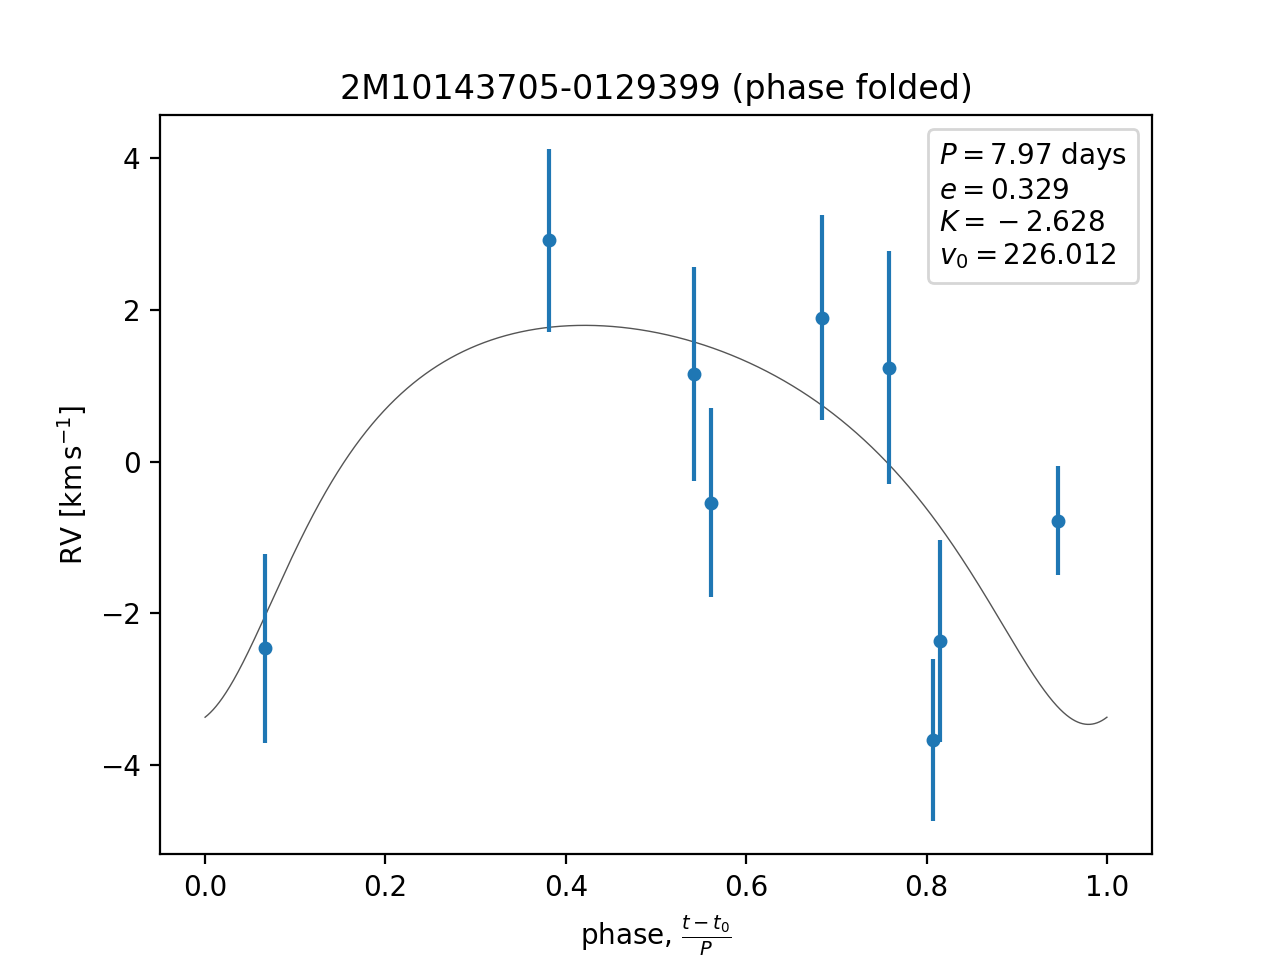 2M10143705-0129399 (phase folded)
P = 7.97 days
e = 0.329
K = −2.628
v₀ = 226.012
RV [km s⁻¹]
4
2
0
−2
−4
0.0 0.2 0.4 0.6 0.8 1.0
phase, (t − t₀)/P